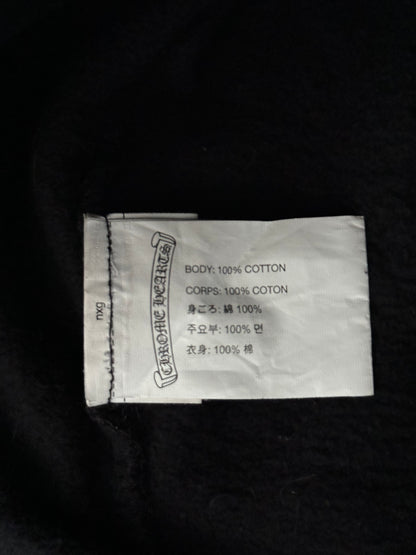 nxg
CHROME HEARTS
BODY: 100% COTTON
CORPS: 100% COTON
身ごろ: 綿 100%
주요부: 100% 면
衣身: 100% 棉